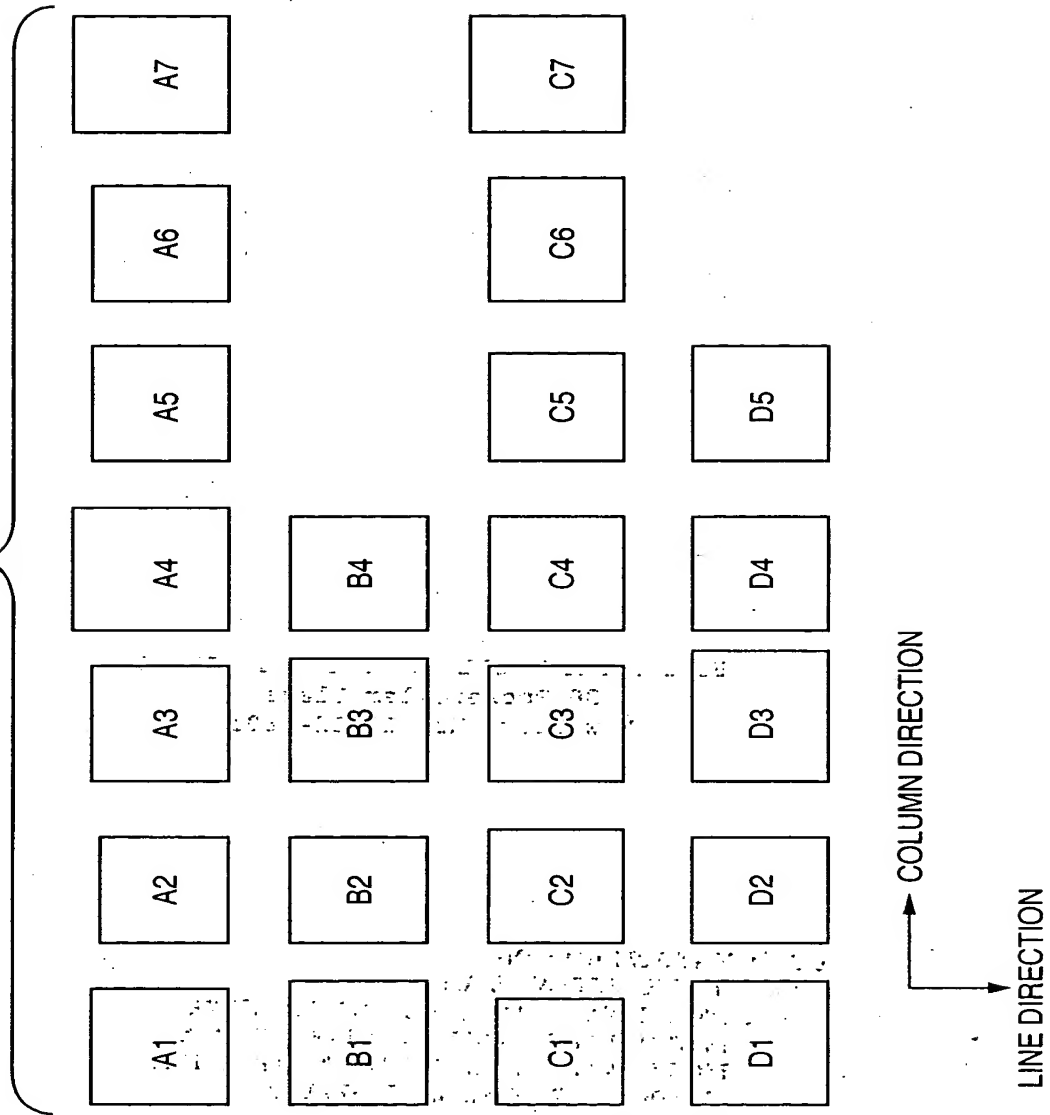 A1 A2 A3 A4 A5 A6 A7
B1 B2 B3 B4
C1 C2 C3 C4 C5 C6 C7
D1 D2 D3 D4 D5
COLUMN DIRECTION
LINE DIRECTION